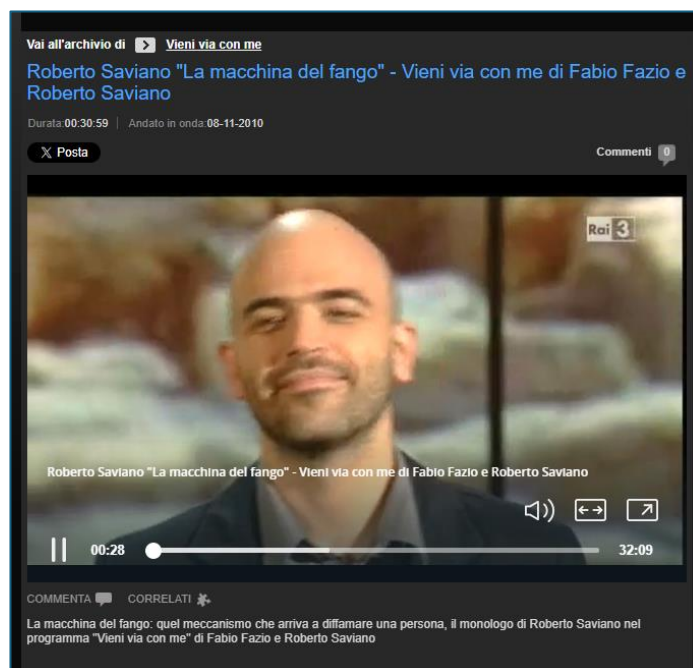 Vai all'archivio di Vieni via con me
Roberto Saviano "La macchina del fango" - Vieni via con me di Fabio Fazio e
Roberto Saviano
Durata:00:30:59 | Andato in onda:08-11-2010
X Posta
Commenti 0
Rai 3
Roberto Saviano "La macchina del fango" - Vieni via con me di Fabio Fazio e Roberto Saviano
00:28
32:09
COMMENTA
CORRELATI
La macchina del fango: quel meccanismo che arriva a diffamare una persona, il monologo di Roberto Saviano nel
programma "Vieni via con me" di Fabio Fazio e Roberto Saviano